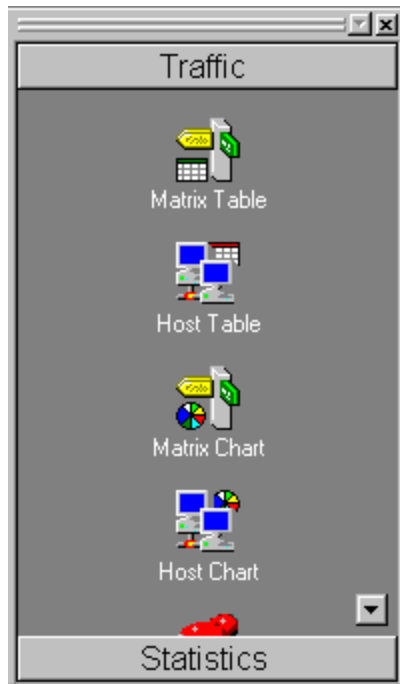 Traffic
Matrix Table
Host Table
Matrix Chart
Host Chart
Statistics